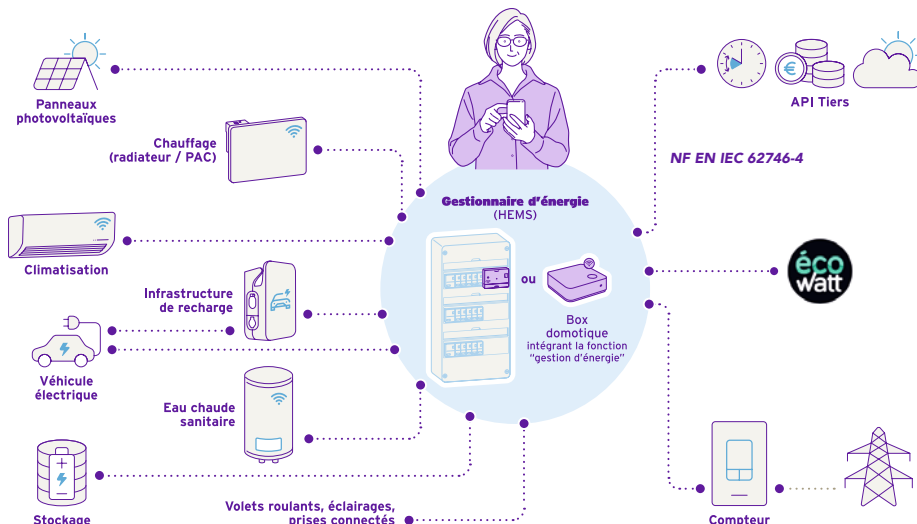 Panneaux
photovoltaïques
Chauffage
(radiateur / PAC)
Climatisation
Infrastructure
de recharge
Véhicule
électrique
Eau chaude
sanitaire
Stockage
Volets roulants, éclairages,
prises connectés
Gestionnaire d'énergie
(HEMS)
ou
Box
domotique
intégrant la fonction
“gestion d'énergie”
API Tiers
NF EN IEC 62746-4
éco
watt
Compteur